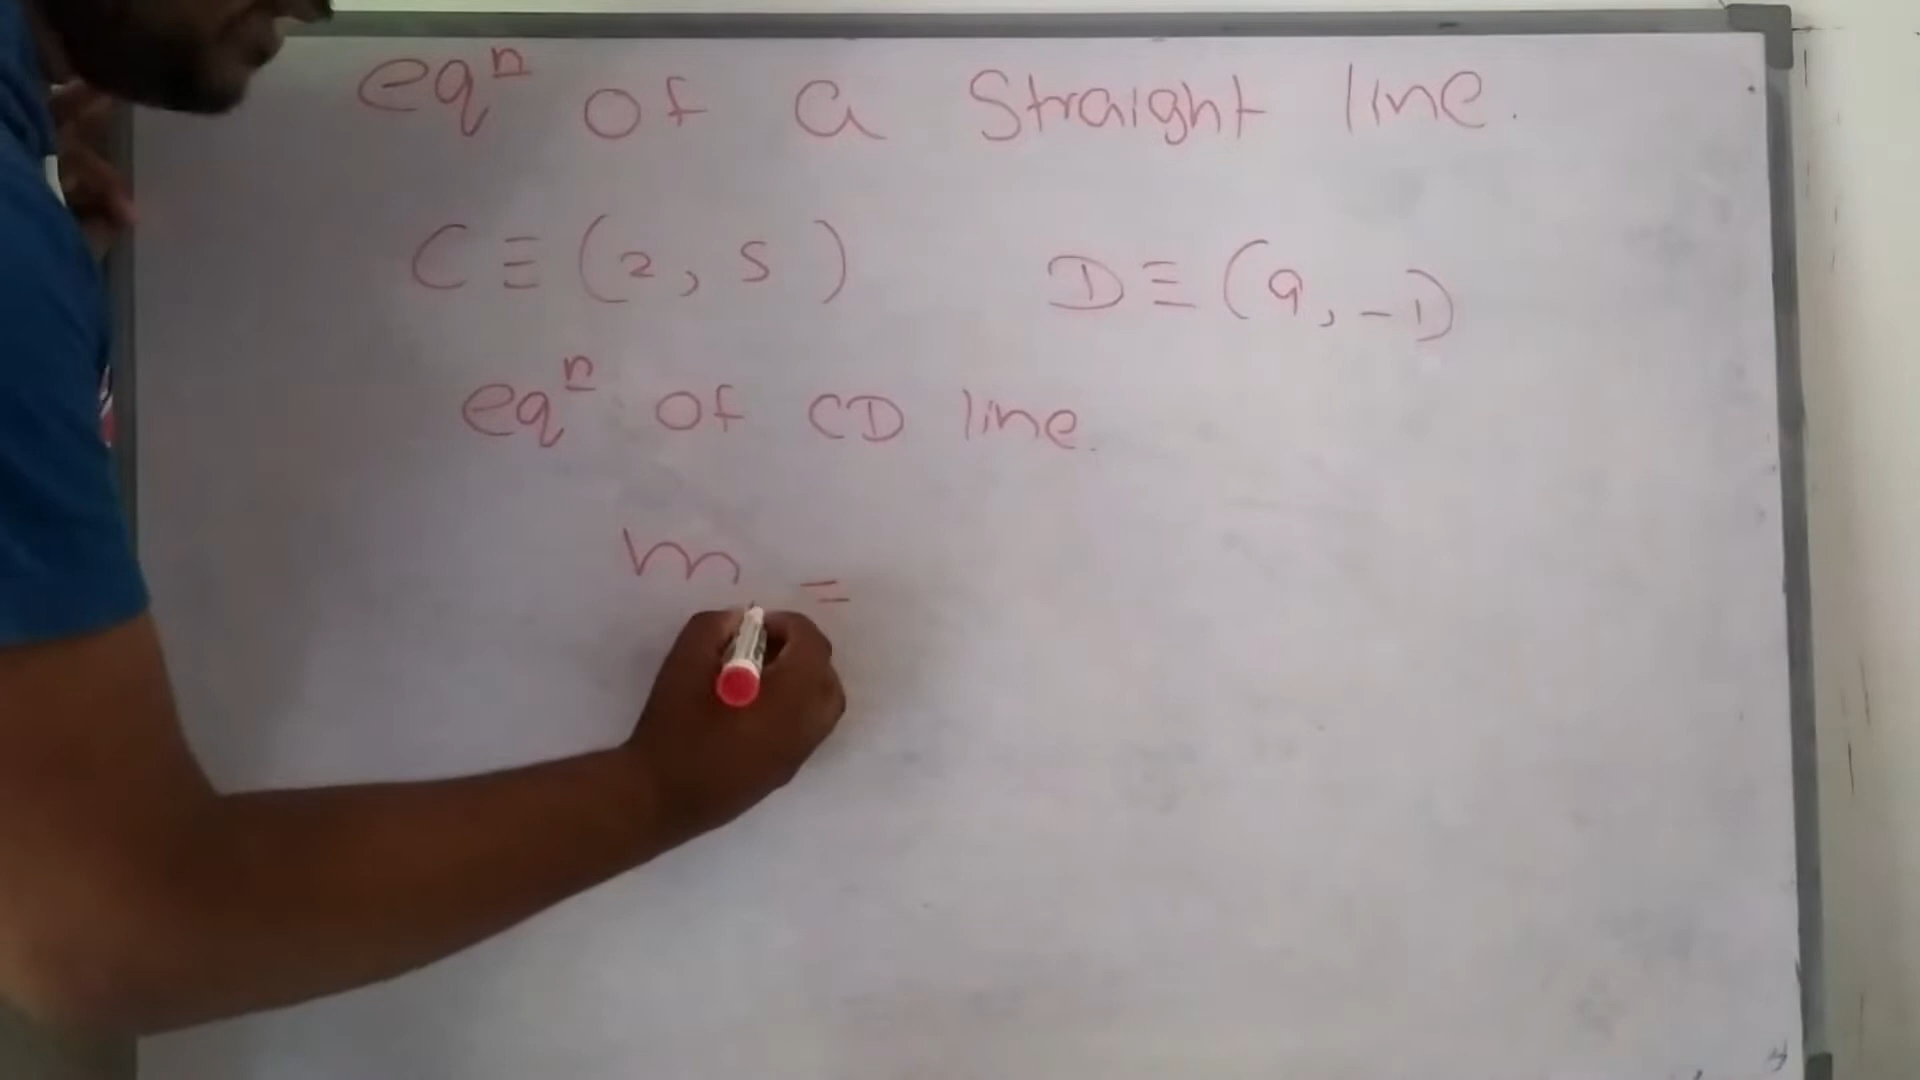 eqⁿ of a Straight line.
C ≡ (2, 5) D ≡ (9, -1)
eqⁿ of CD line.
m =